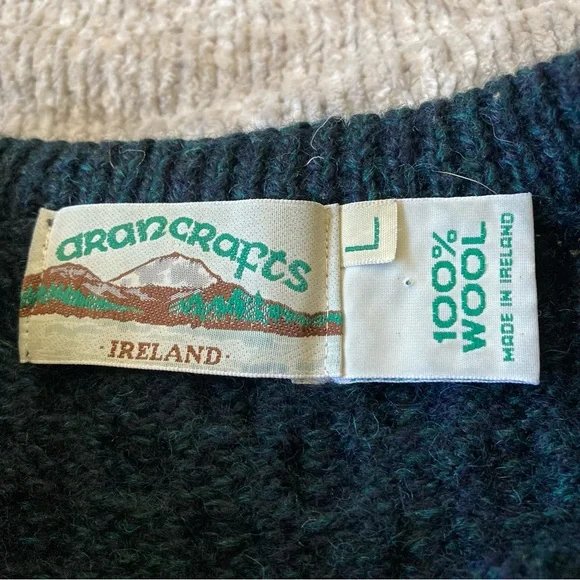 arancrafts
·IRELAND·
L
100%
WOOL
MADE IN IRELAND